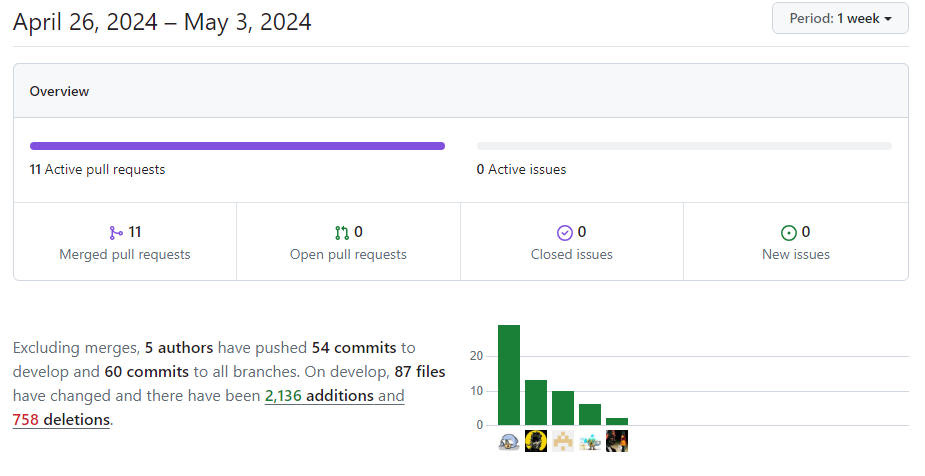 April 26, 2024 – May 3, 2024
Period: 1 week
Overview
11 Active pull requests
0 Active issues
11
Merged pull requests
0
Open pull requests
0
Closed issues
0
New issues
Excluding merges, 5 authors have pushed 54 commits to
develop and 60 commits to all branches. On develop, 87 files
have changed and there have been 2,136 additions and
758 deletions.
20
10
0